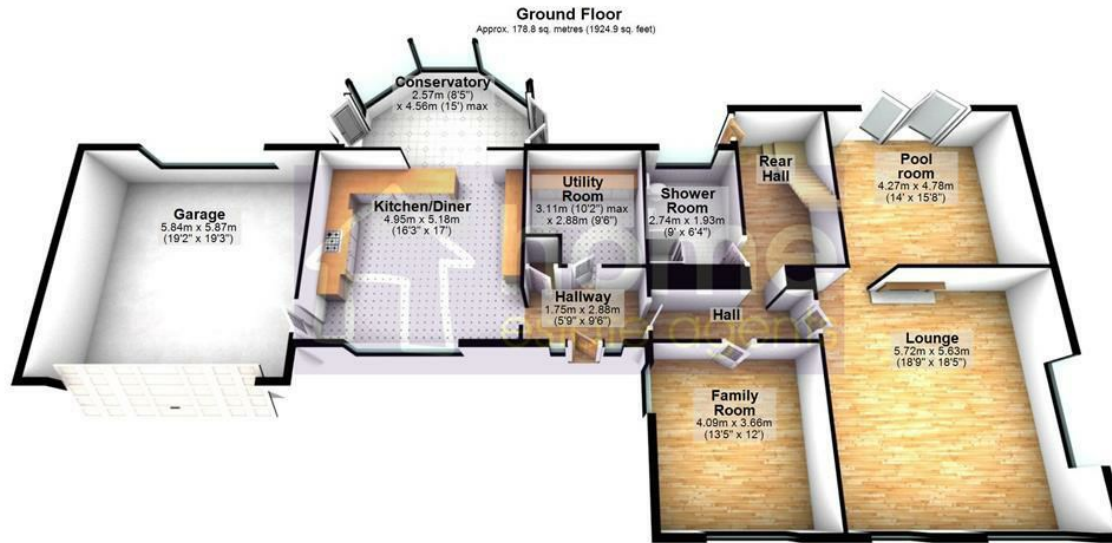 Ground Floor
Approx. 178.8 sq. metres (1924.9 sq. feet)
Conservatory
2.57m (8'5")
x 4.56m (15') max
Garage
5.84m x 5.87m
(19'2" x 19'3")
Kitchen/Diner
4.95m x 5.18m
(16'3" x 17')
Utility
Room
3.11m (10'2") max
x 2.88m (9'6")
Shower
Room
2.74m x 1.93m
(9' x 6'4")
Rear
Hall
Pool
room
4.27m x 4.78m
(14' x 15'8")
Hallway
1.75m x 2.88m
(5'9" x 9'6")
Hall
Lounge
5.72m x 5.63m
(18'9" x 18'5")
Family
Room
4.09m x 3.66m
(13'5" x 12')
home
estate agents